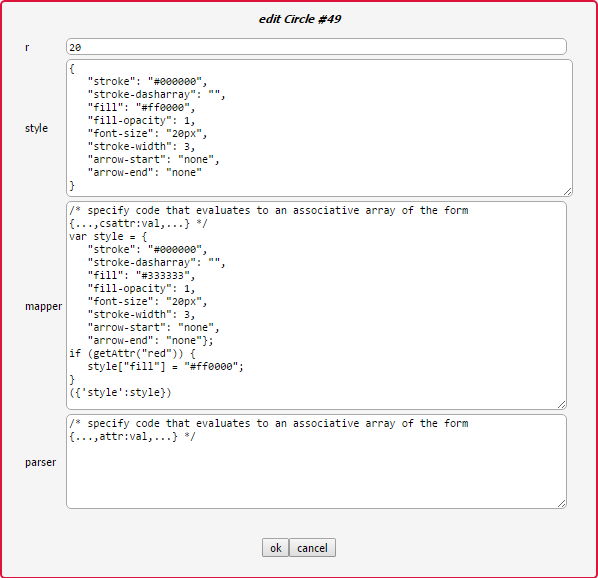 edit Circle #49
r
20
style
{
   "stroke": "#000000",
   "stroke-dasharray": "",
   "fill": "#ff0000",
   "fill-opacity": 1,
   "font-size": "20px",
   "stroke-width": 3,
   "arrow-start": "none",
   "arrow-end": "none"
}
mapper
/* specify code that evaluates to an associative array of the form
{...,csattr:val,...} */
var style = {
   "stroke": "#000000",
   "stroke-dasharray": "",
   "fill": "#333333",
   "fill-opacity": 1,
   "font-size": "20px",
   "stroke-width": 3,
   "arrow-start": "none",
   "arrow-end": "none"};
if (getAttr("red")) {
   style["fill"] = "#ff0000";
}
({'style':style})
parser
/* specify code that evaluates to an associative array of the form
{...,attr:val,...} */
ok cancel